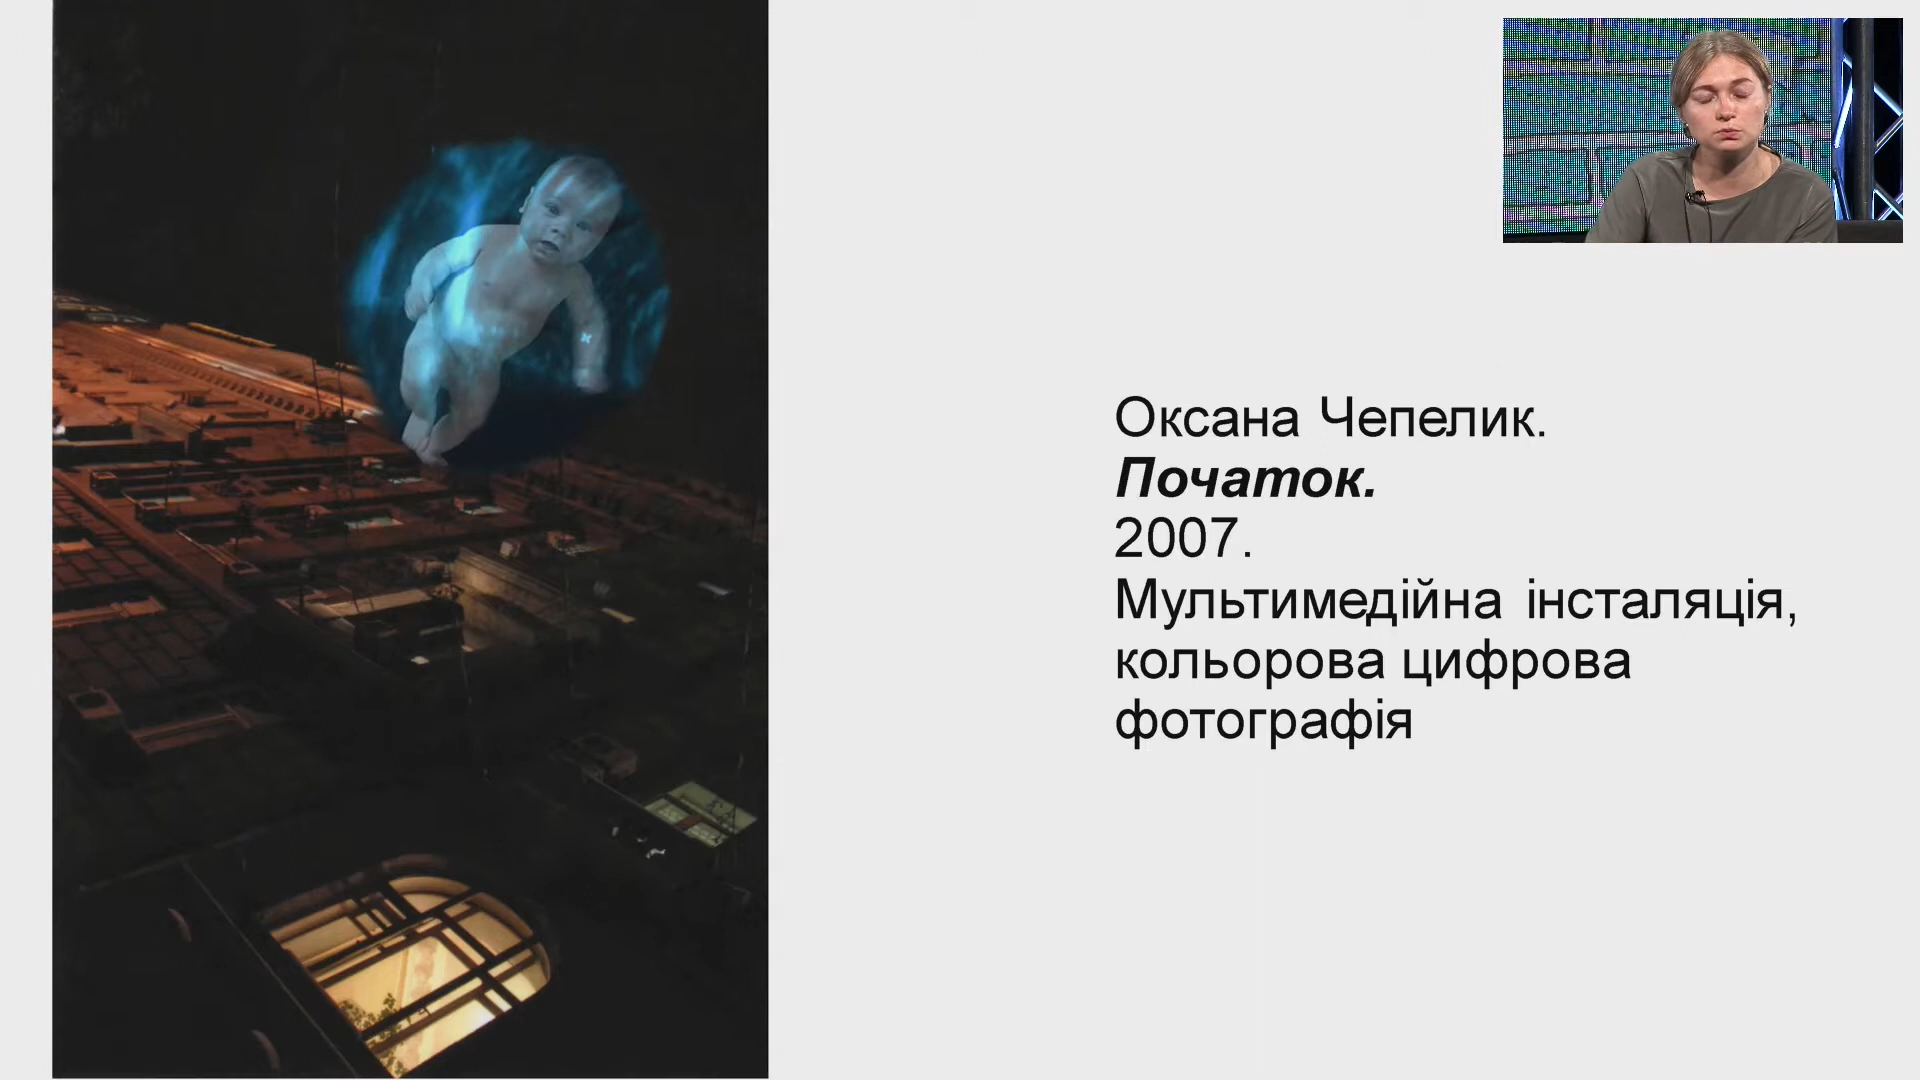 Оксана Чепелик.
Початок.
2007.
Мультимедійна інсталяція,
кольорова цифрова
фотографія